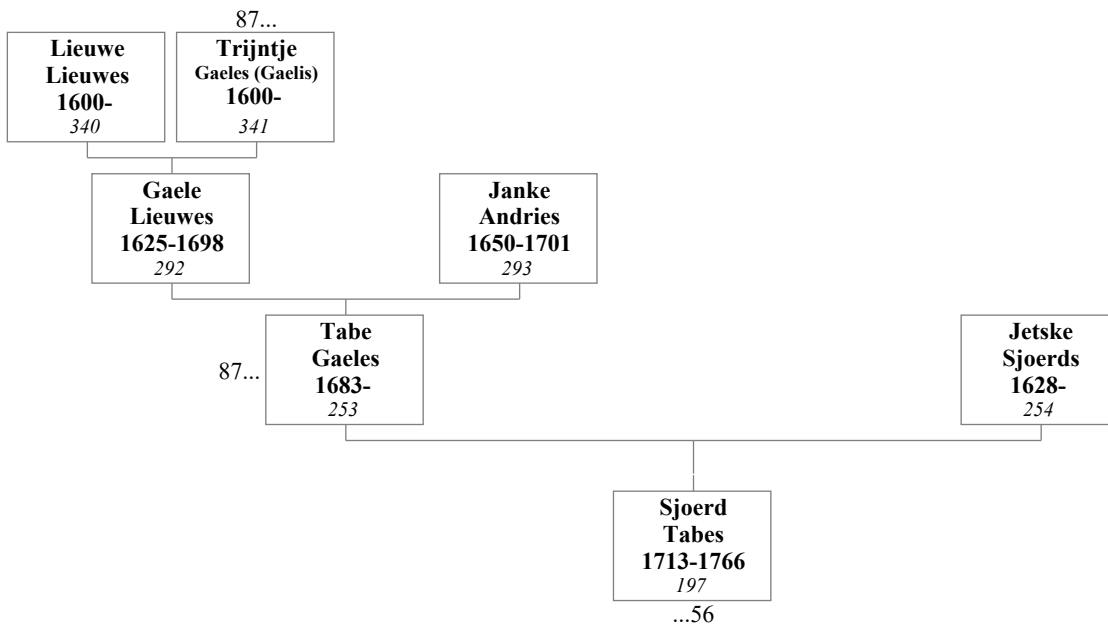 87...
Lieuwe
Lieuwes
1600-
340
Trijntje
Gaeles (Gaelis)
1600-
341
Gaele
Lieuwes
1625-1698
292
Janke
Andries
1650-1701
293
87...
Tabe
Gaeles
1683-
253
Jetske
Sjoerds
1628-
254
Sjoerd
Tabes
1713-1766
197
...56